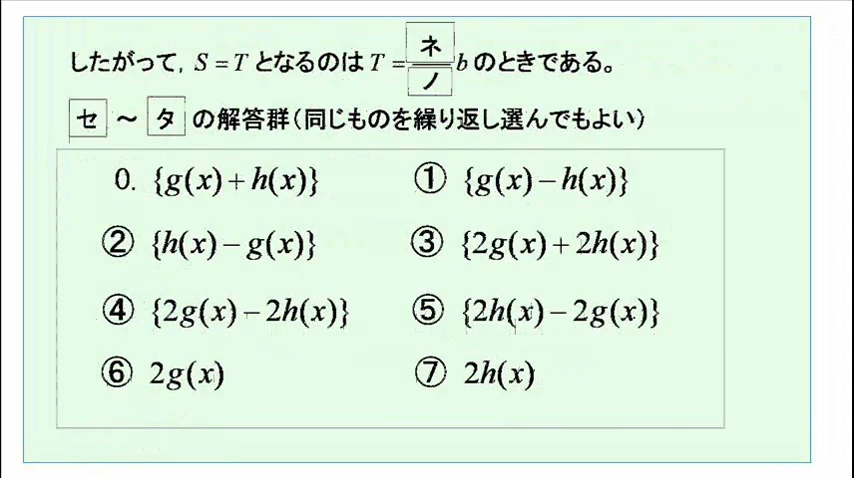 したがって, S = T となるのは T = ネ/ノ b のときである。
セ ～ タ の解答群(同じものを繰り返し選んでもよい)
0. {g(x)+h(x)} ① {g(x)−h(x)}
② {h(x)−g(x)} ③ {2g(x)+2h(x)}
④ {2g(x)−2h(x)} ⑤ {2h(x)−2g(x)}
⑥ 2g(x) ⑦ 2h(x)